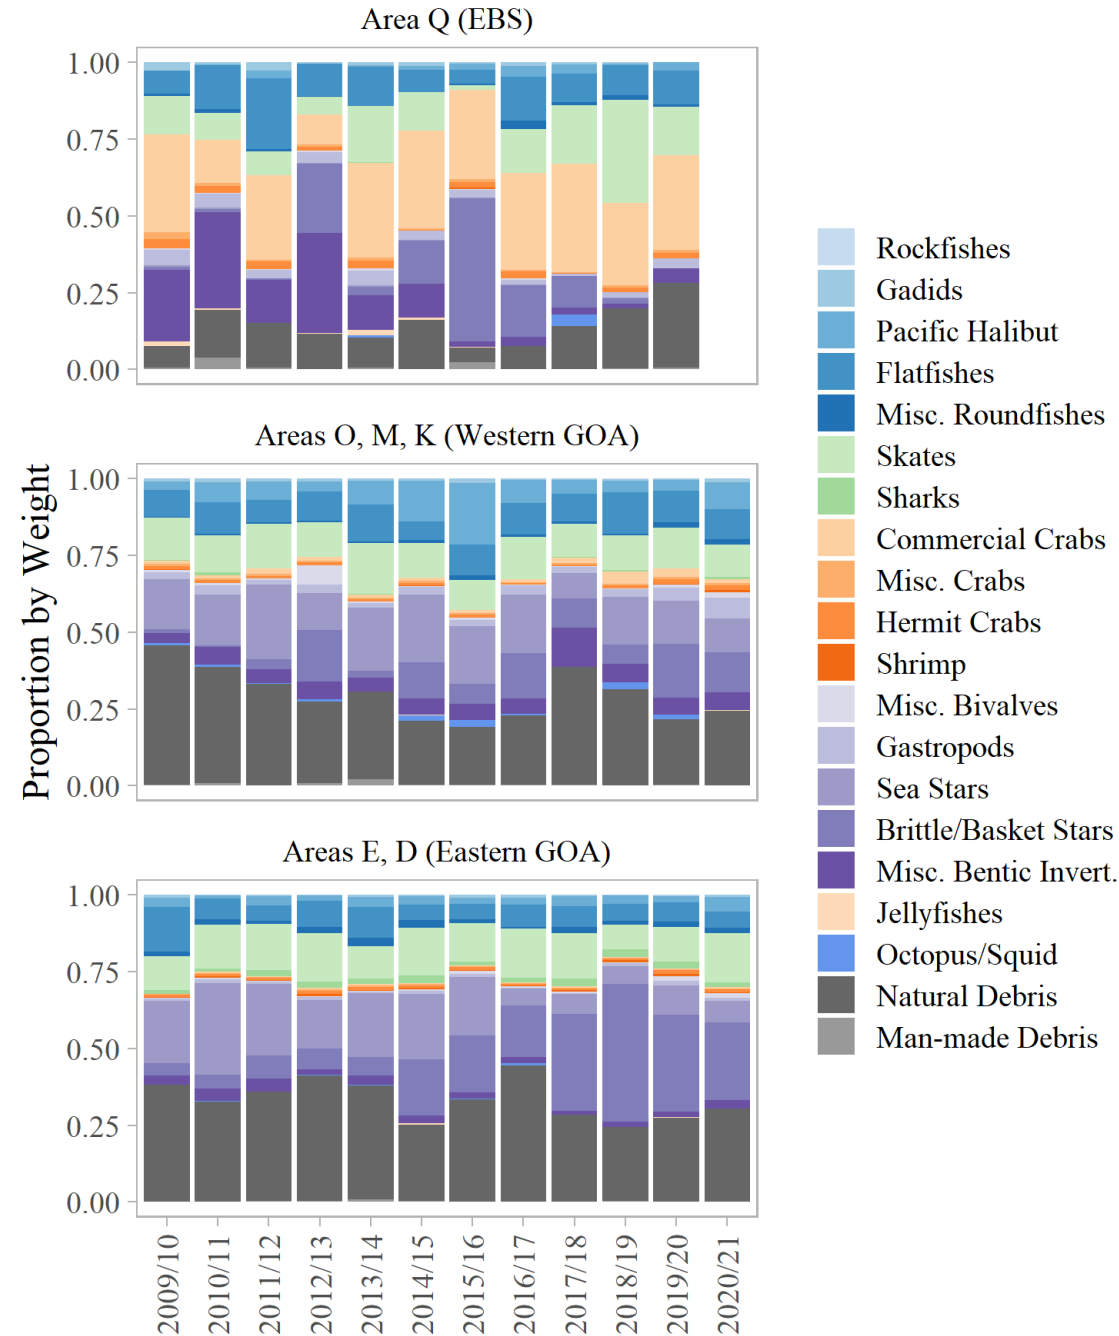 Area Q (EBS)
1.00
0.75
0.50
0.25
0.00
Areas O, M, K (Western GOA)
1.00
0.75
0.50
0.25
0.00
Proportion by Weight
Areas E, D (Eastern GOA)
1.00
0.75
0.50
0.25
0.00
2009/10
2010/11
2011/12
2012/13
2013/14
2014/15
2015/16
2016/17
2017/18
2018/19
2019/20
2020/21
Rockfishes
Gadids
Pacific Halibut
Flatfishes
Misc. Roundfishes
Skates
Sharks
Commercial Crabs
Misc. Crabs
Hermit Crabs
Shrimp
Misc. Bivalves
Gastropods
Sea Stars
Brittle/Basket Stars
Misc. Bentic Invert.
Jellyfishes
Octopus/Squid
Natural Debris
Man-made Debris